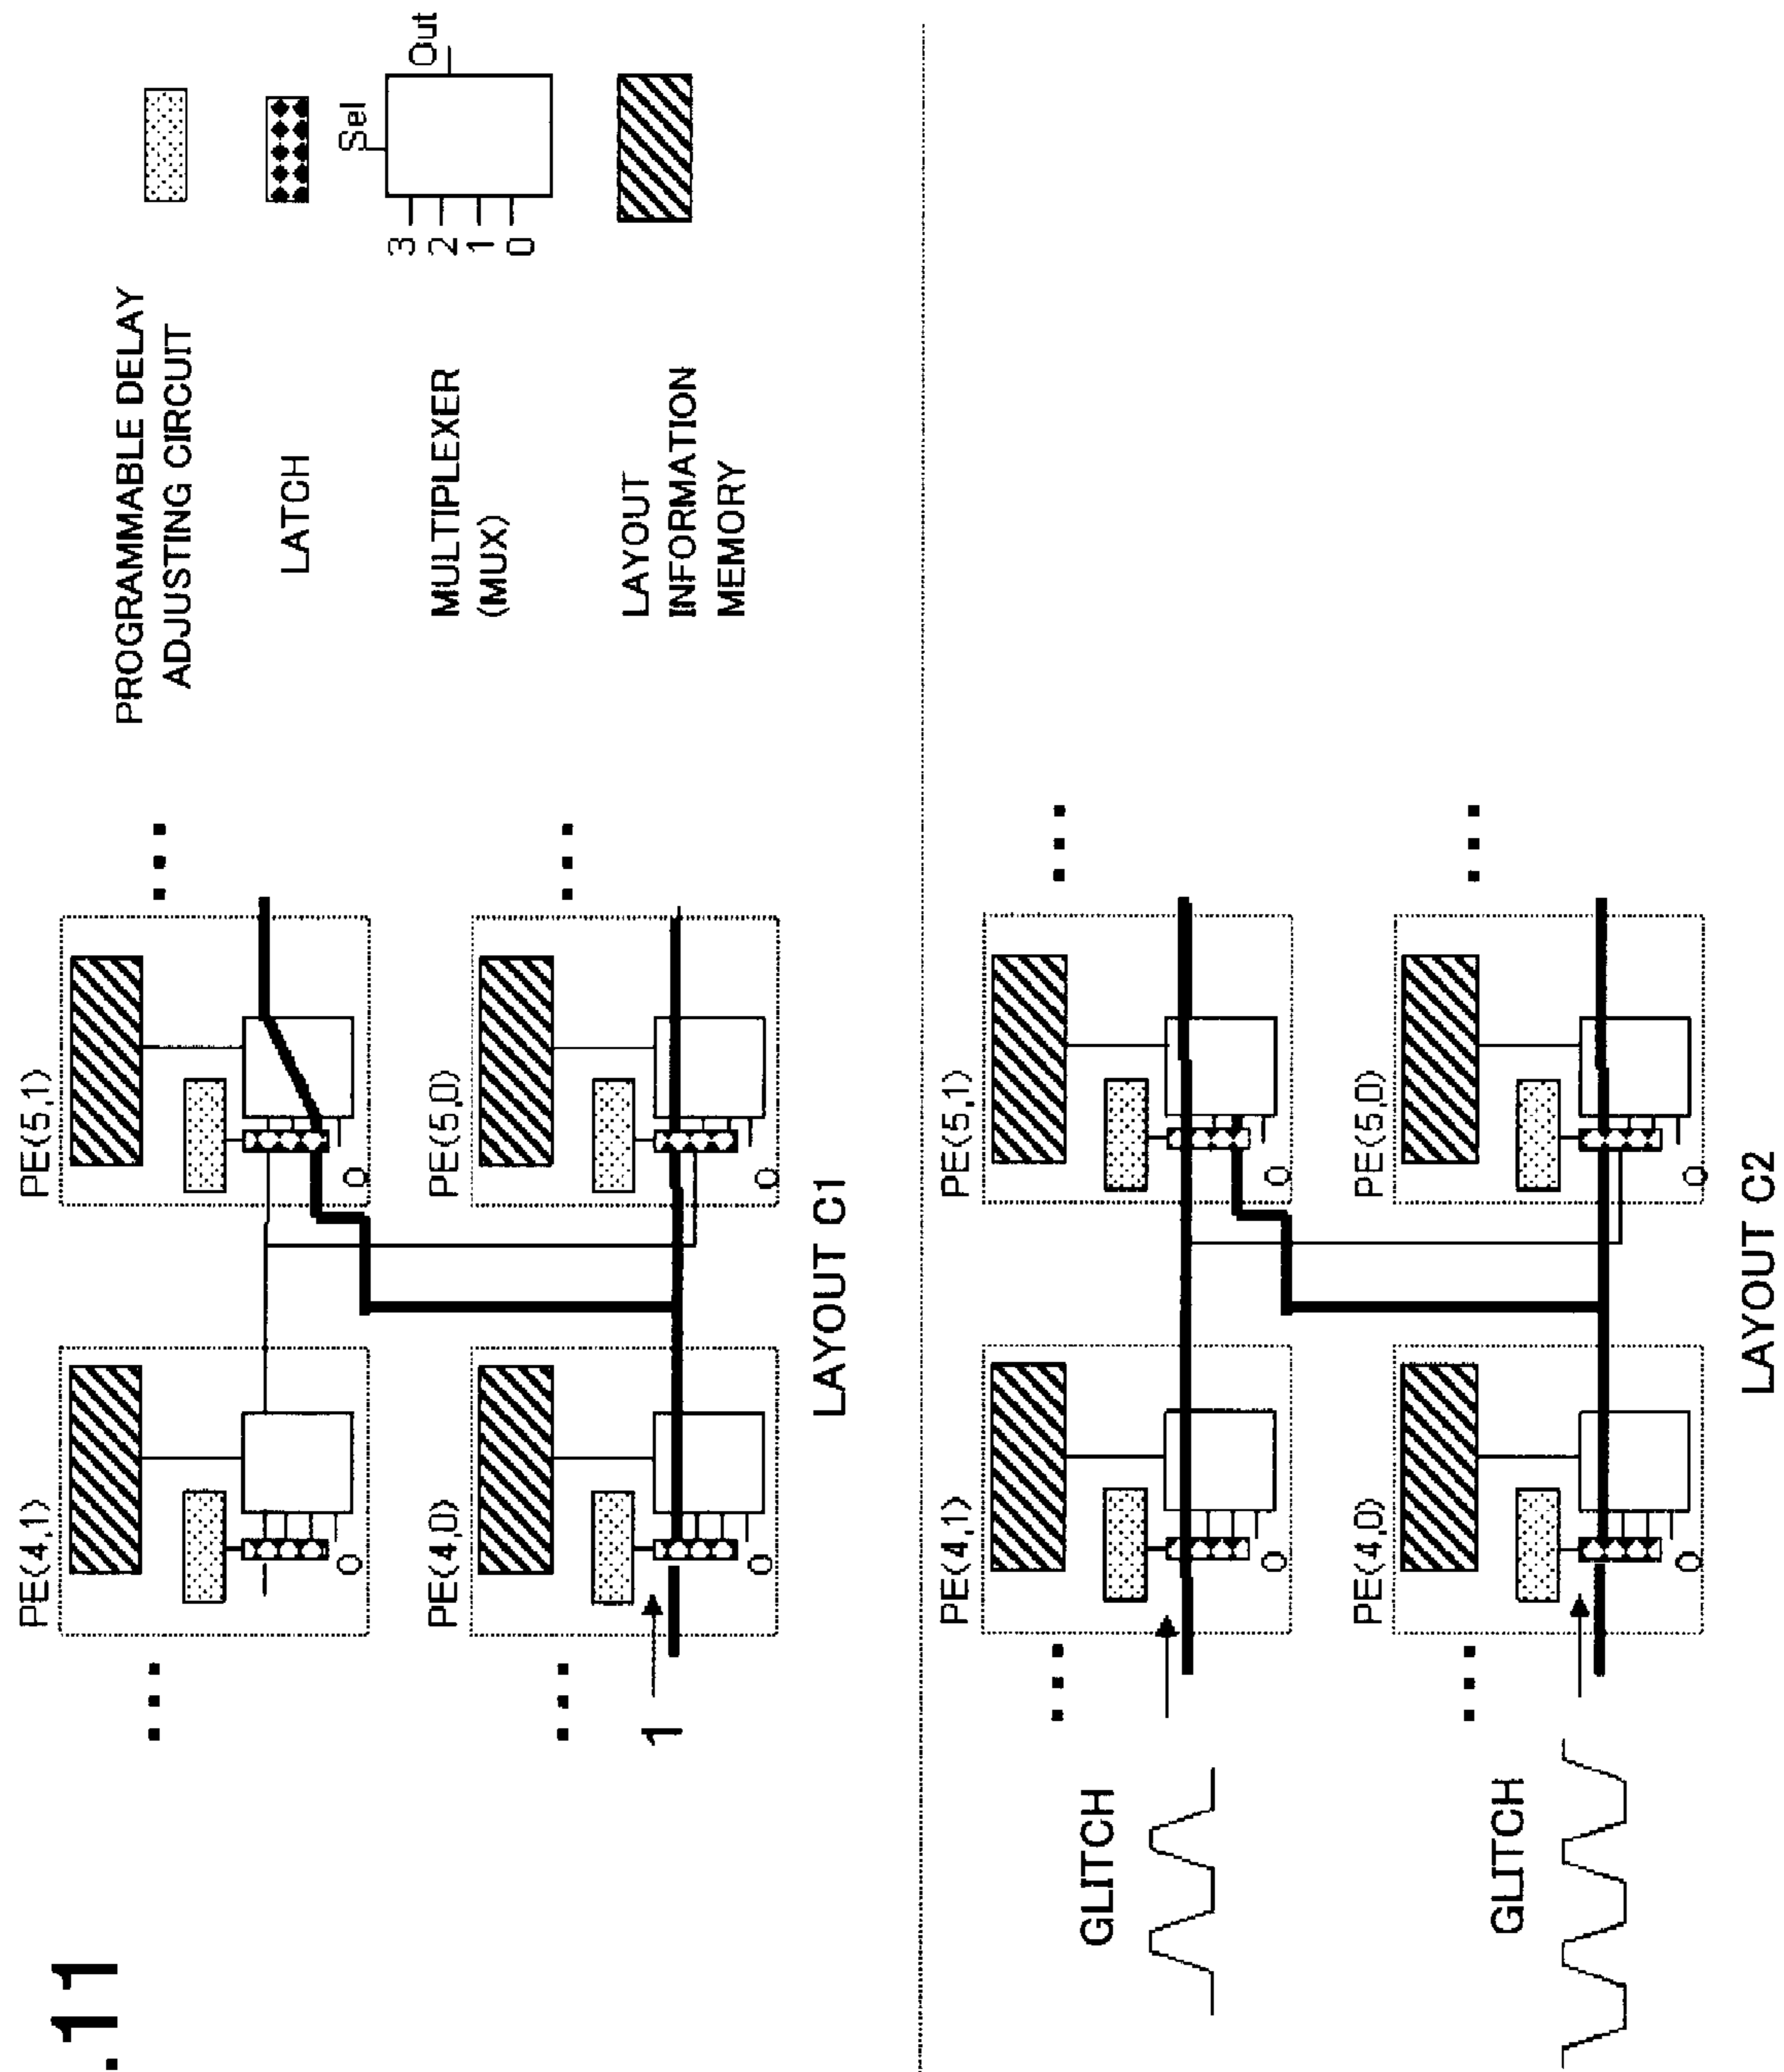 .11
PE(4,1)
PE(5,1)
0
0
PE(4,0)
PE(5,0)
1
0
0
LAYOUT C1
PROGRAMMABLE DELAY
ADJUSTING CIRCUIT
LATCH
MULTIPLEXER
(MUX)
Sel
Out
3
2
1
0
LAYOUT
INFORMATION
MEMORY
PE(4,1)
PE(5,1)
GLITCH
0
0
PE(4,0)
PE(5,0)
GLITCH
0
0
LAYOUT C2